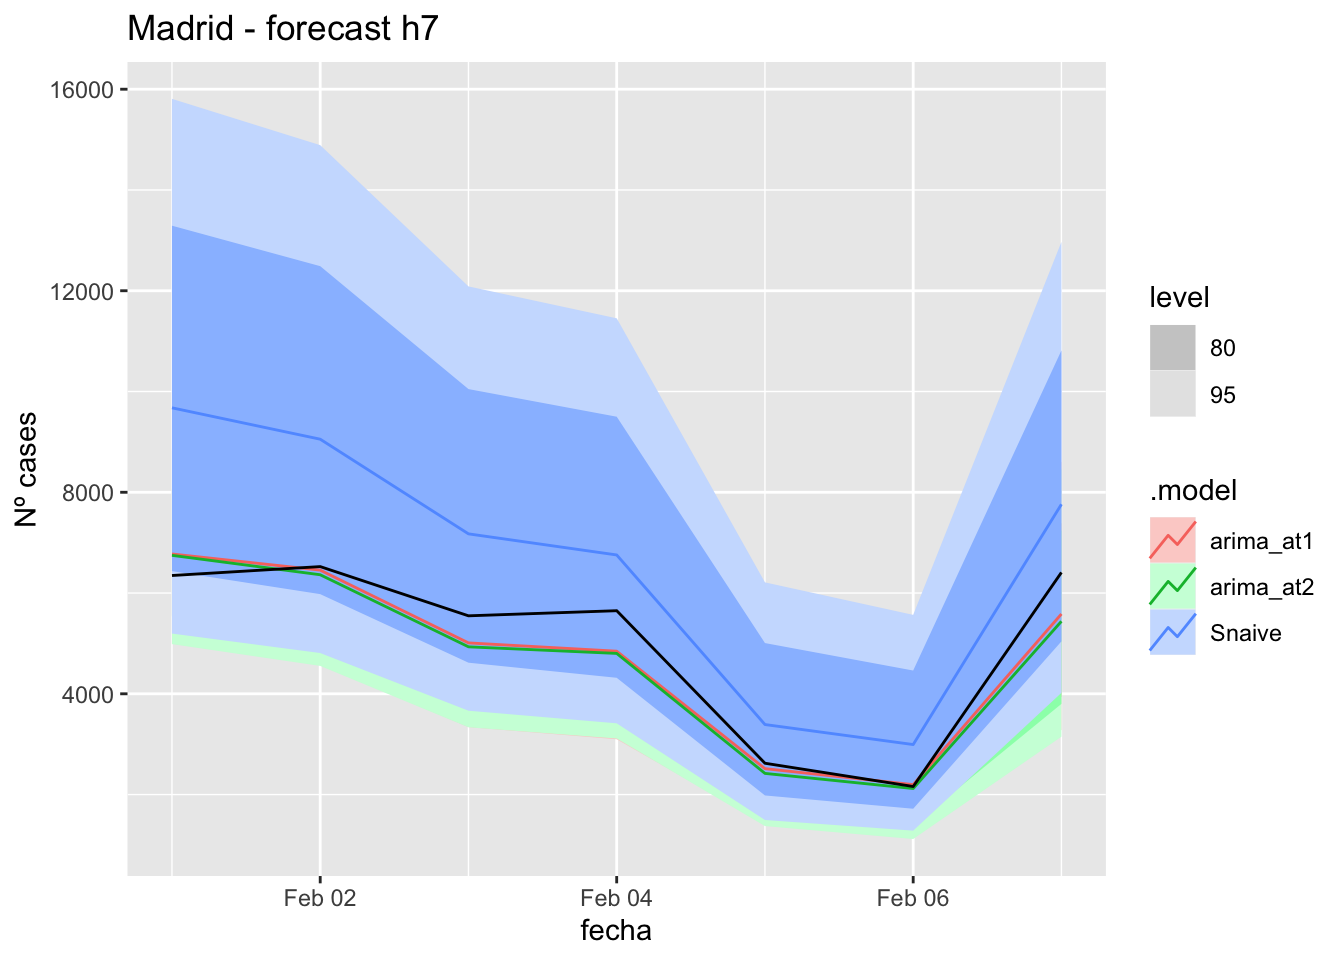 Madrid - forecast h7
16000
12000
8000
4000
Nº cases
Feb 02
Feb 04
Feb 06
fecha
level
80
95
.model
arima_at1
arima_at2
Snaive